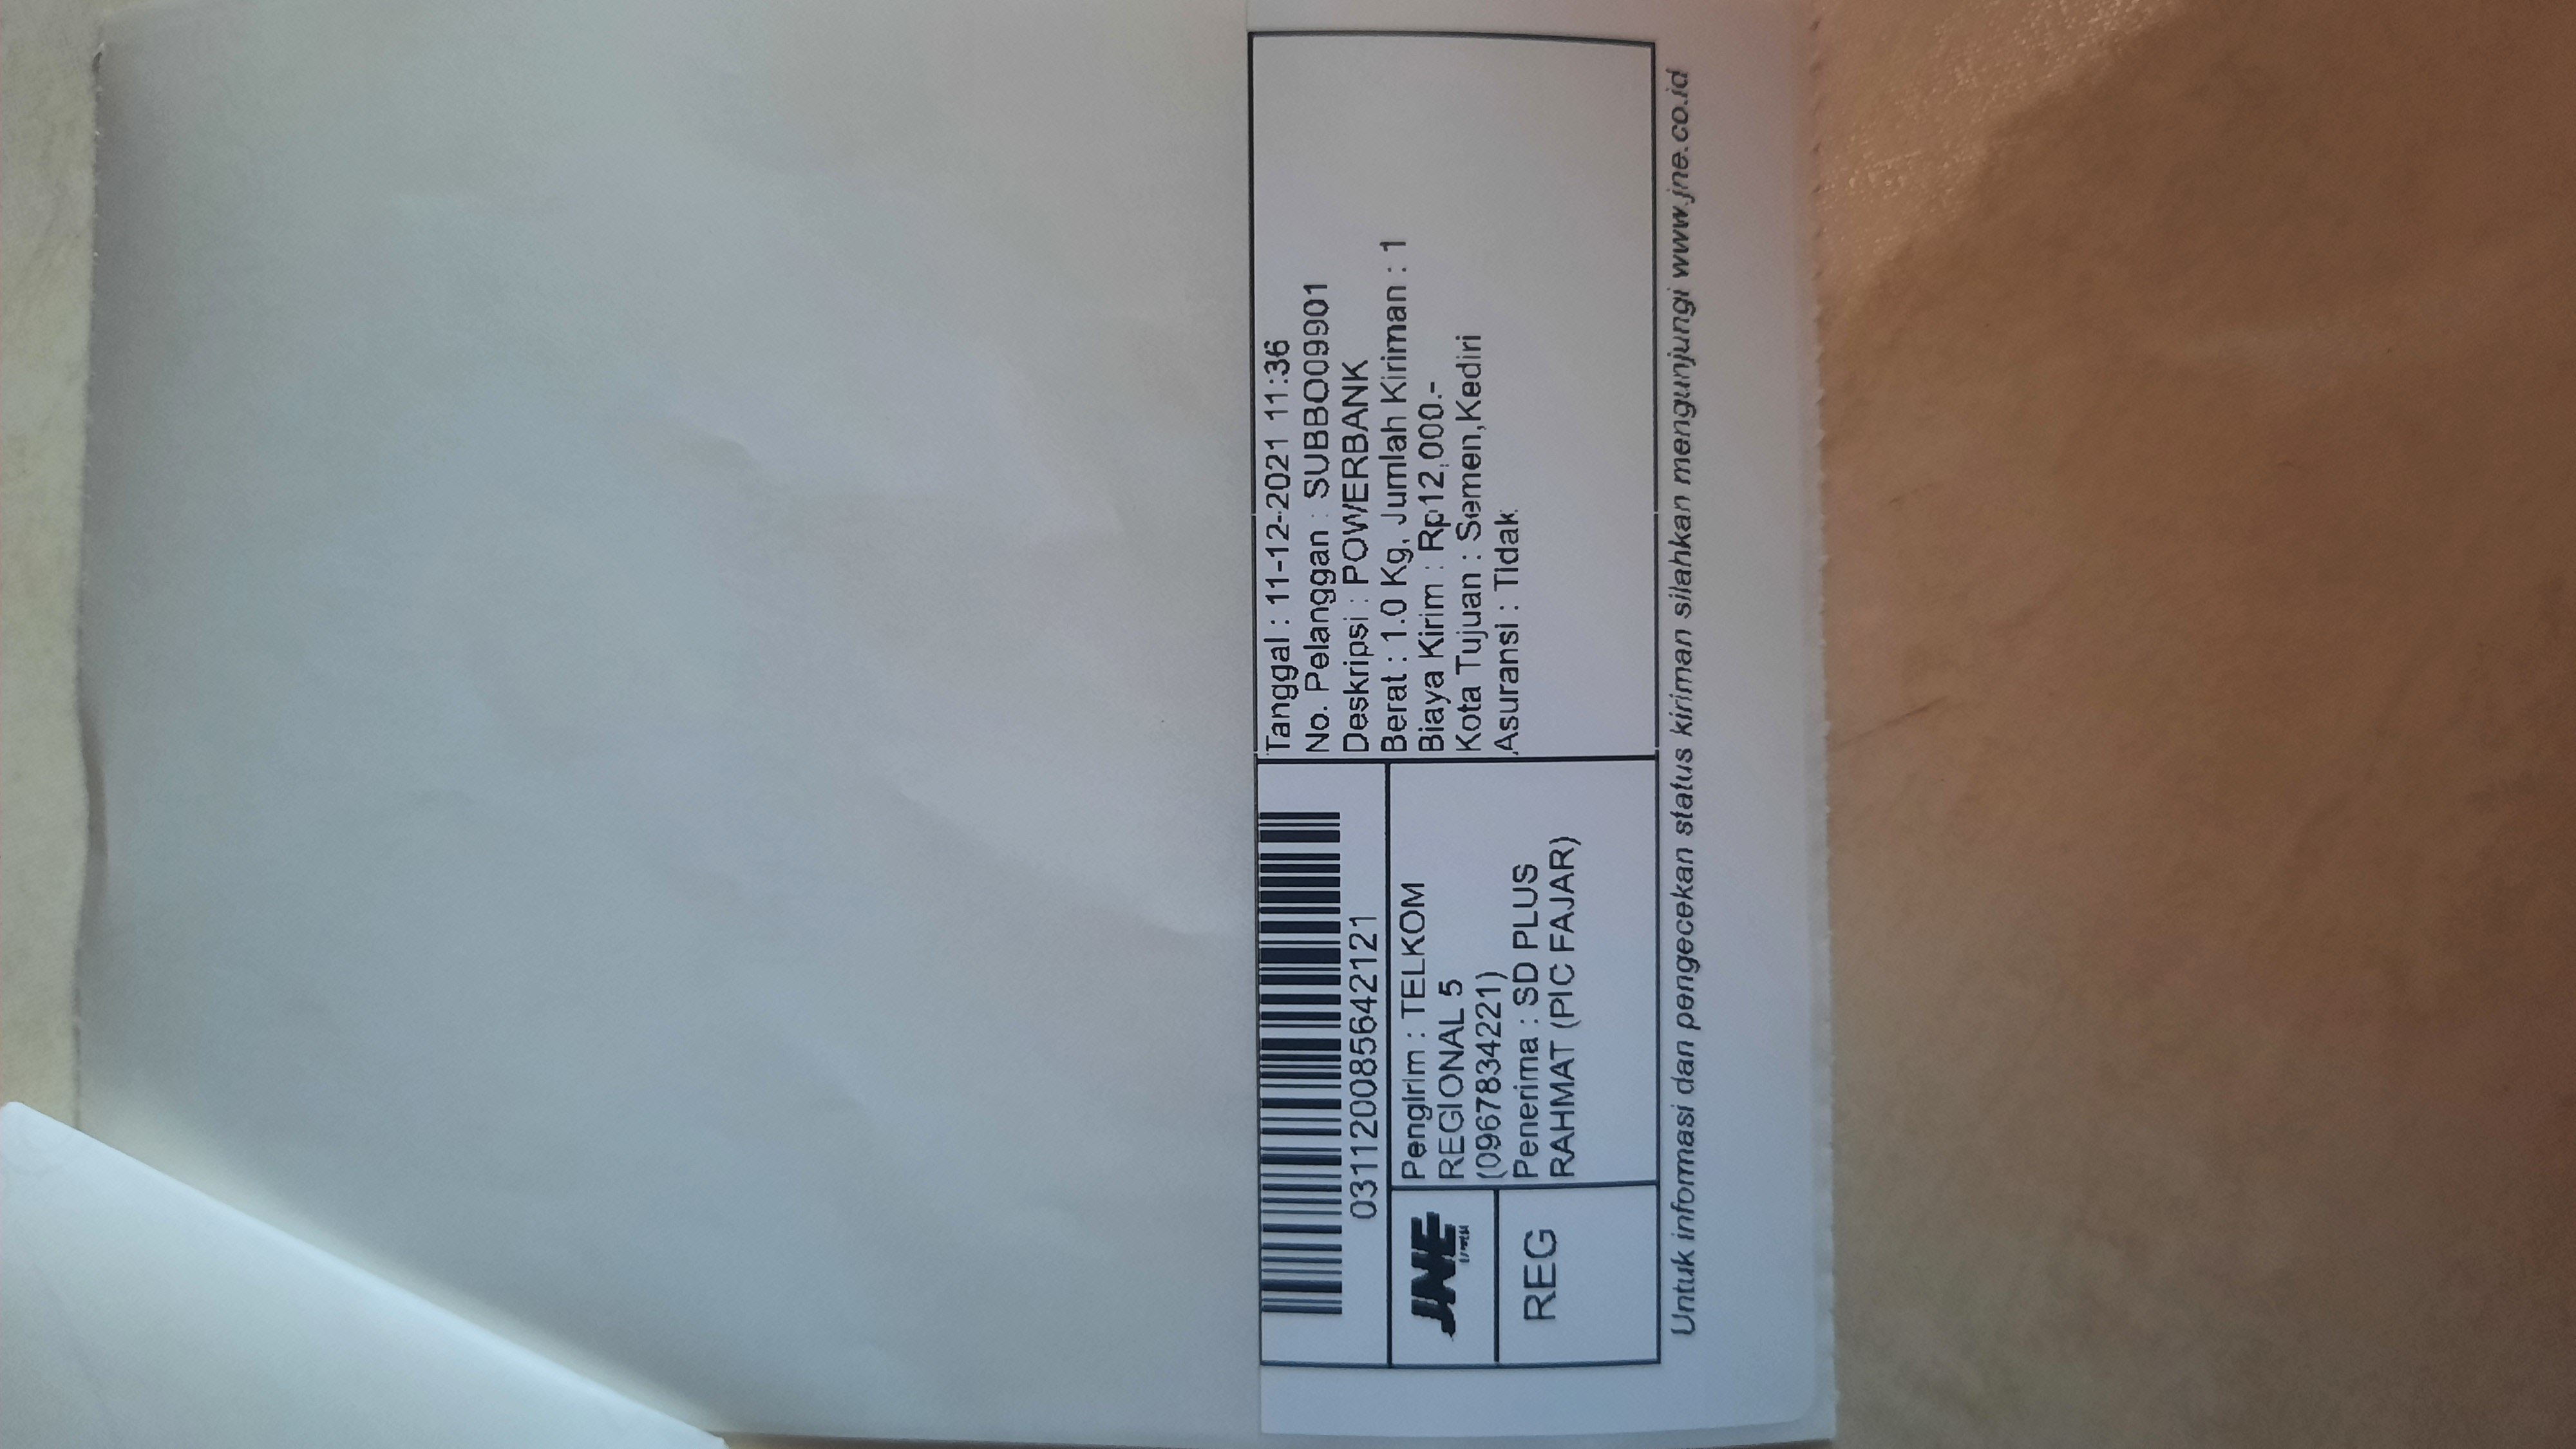 031120085642121
JNE
REG
Pengirim : TELKOM
REGIONAL 5
(0967834221)
Penerima : SD PLUS
RAHMAT (PIC FAJAR)
Tanggal : 11-12-2021 11:36
No. Pelanggan : SUBBO09901
Deskripsi : POWERBANK
Berat : 1.0 Kg, Jumlah Kiriman : 1
Biaya Kirim : Rp12,000.-
Kota Tujuan : Semen,Kediri
Asuransi : Tidak
Untuk informasi dan pengecekan status kiriman silahkan mengunjungi www.jne.co.id